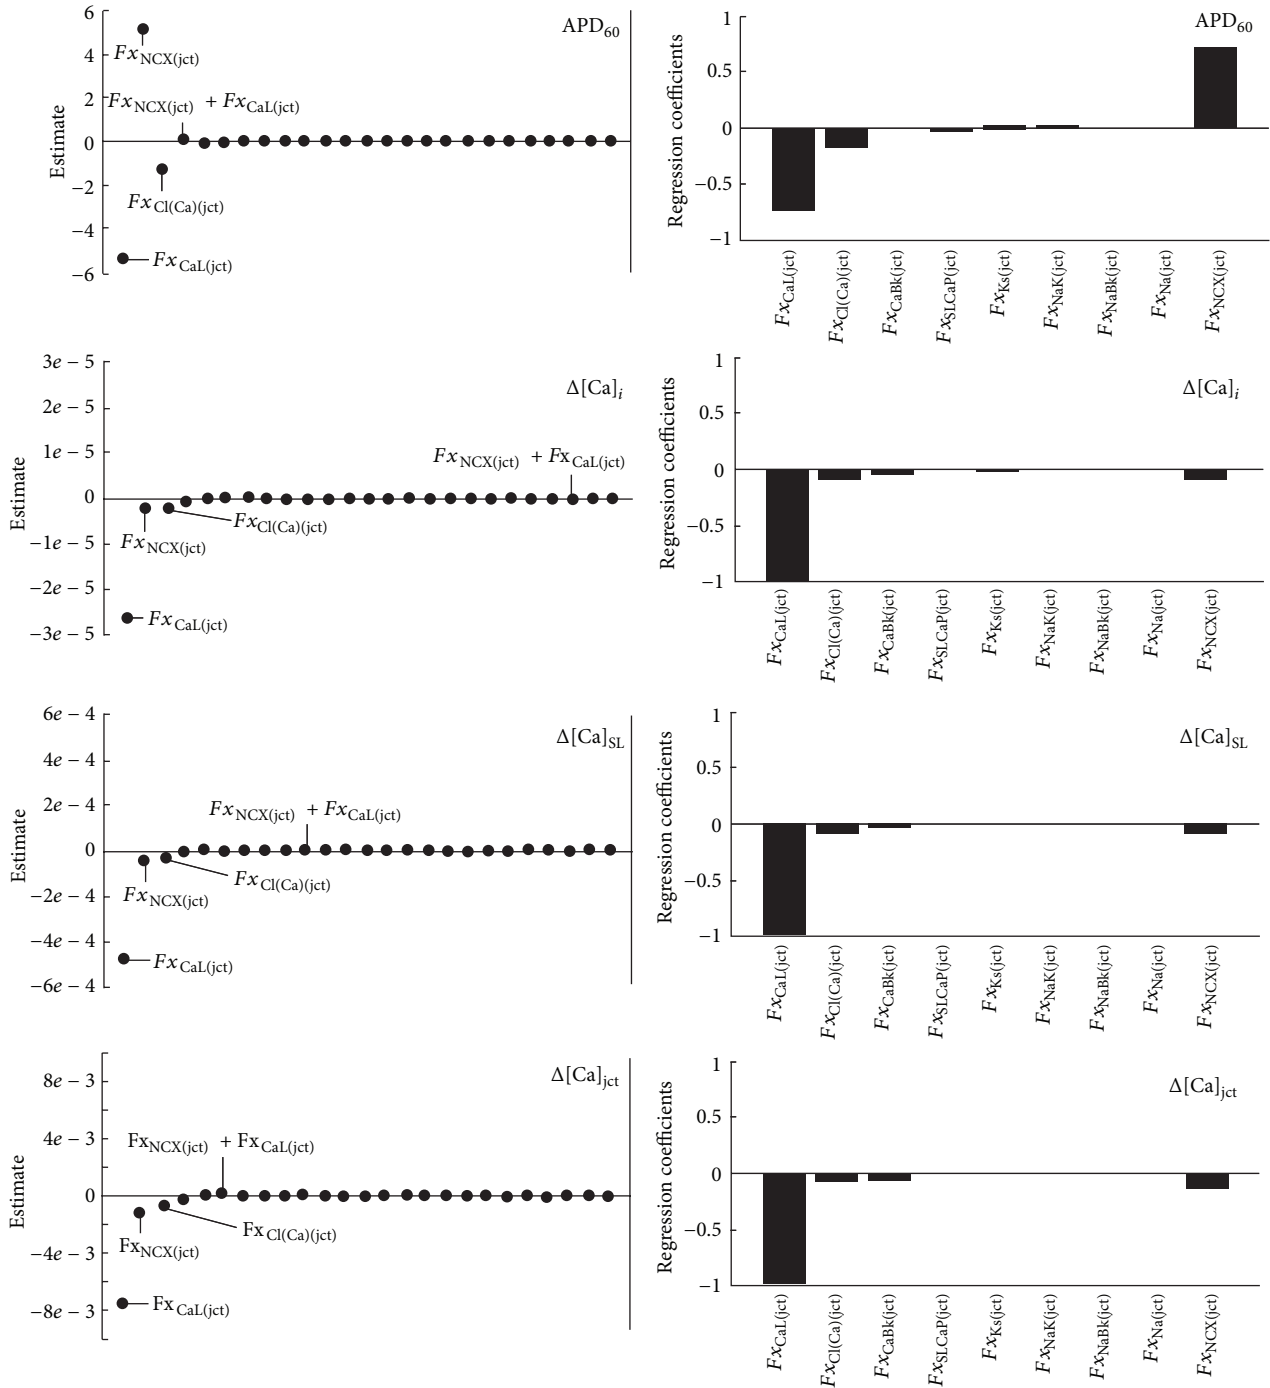 APD60
Estimate
6
4
2
0
−2
−4
−6
FxNCX(jct)
FxNCX(jct) + FxCaL(jct)
FxCl(Ca)(jct)
FxCaL(jct)
APD60
Regression coefficients
1
0.5
0
−0.5
−1
FxCaL(jct)
FxCl(Ca)(jct)
FxCaBk(jct)
FxSLCaP(jct)
FxKs(jct)
FxNaK(jct)
FxNaBk(jct)
FxNa(jct)
FxNCX(jct)
Δ[Ca]i
Estimate
3e − 5
2e − 5
1e − 5
0
−1e − 5
−2e − 5
−3e − 5
FxNCX(jct) + FxCaL(jct)
FxCl(Ca)(jct)
FxNCX(jct)
FxCaL(jct)
Δ[Ca]i
Regression coefficients
1
0.5
0
−0.5
−1
FxCaL(jct)
FxCl(Ca)(jct)
FxCaBk(jct)
FxSLCaP(jct)
FxKs(jct)
FxNaK(jct)
FxNaBk(jct)
FxNa(jct)
FxNCX(jct)
Δ[Ca]SL
Estimate
6e − 4
4e − 4
2e − 4
0
−2e − 4
−4e − 4
−6e − 4
FxNCX(jct) + FxCaL(jct)
FxCl(Ca)(jct)
FxNCX(jct)
FxCaL(jct)
Δ[Ca]SL
Regression coefficients
1
0.5
0
−0.5
−1
FxCaL(jct)
FxCl(Ca)(jct)
FxCaBk(jct)
FxSLCaP(jct)
FxKs(jct)
FxNaK(jct)
FxNaBk(jct)
FxNa(jct)
FxNCX(jct)
Δ[Ca]jct
Estimate
8e − 3
4e − 3
0
−4e − 3
−8e − 3
FxNCX(jct) + FxCaL(jct)
FxCl(Ca)(jct)
FxNCX(jct)
FxCaL(jct)
Δ[Ca]jct
Regression coefficients
1
0.5
0
−0.5
−1
FxCaL(jct)
FxCl(Ca)(jct)
FxCaBk(jct)
FxSLCaP(jct)
FxKs(jct)
FxNaK(jct)
FxNaBk(jct)
FxNa(jct)
FxNCX(jct)